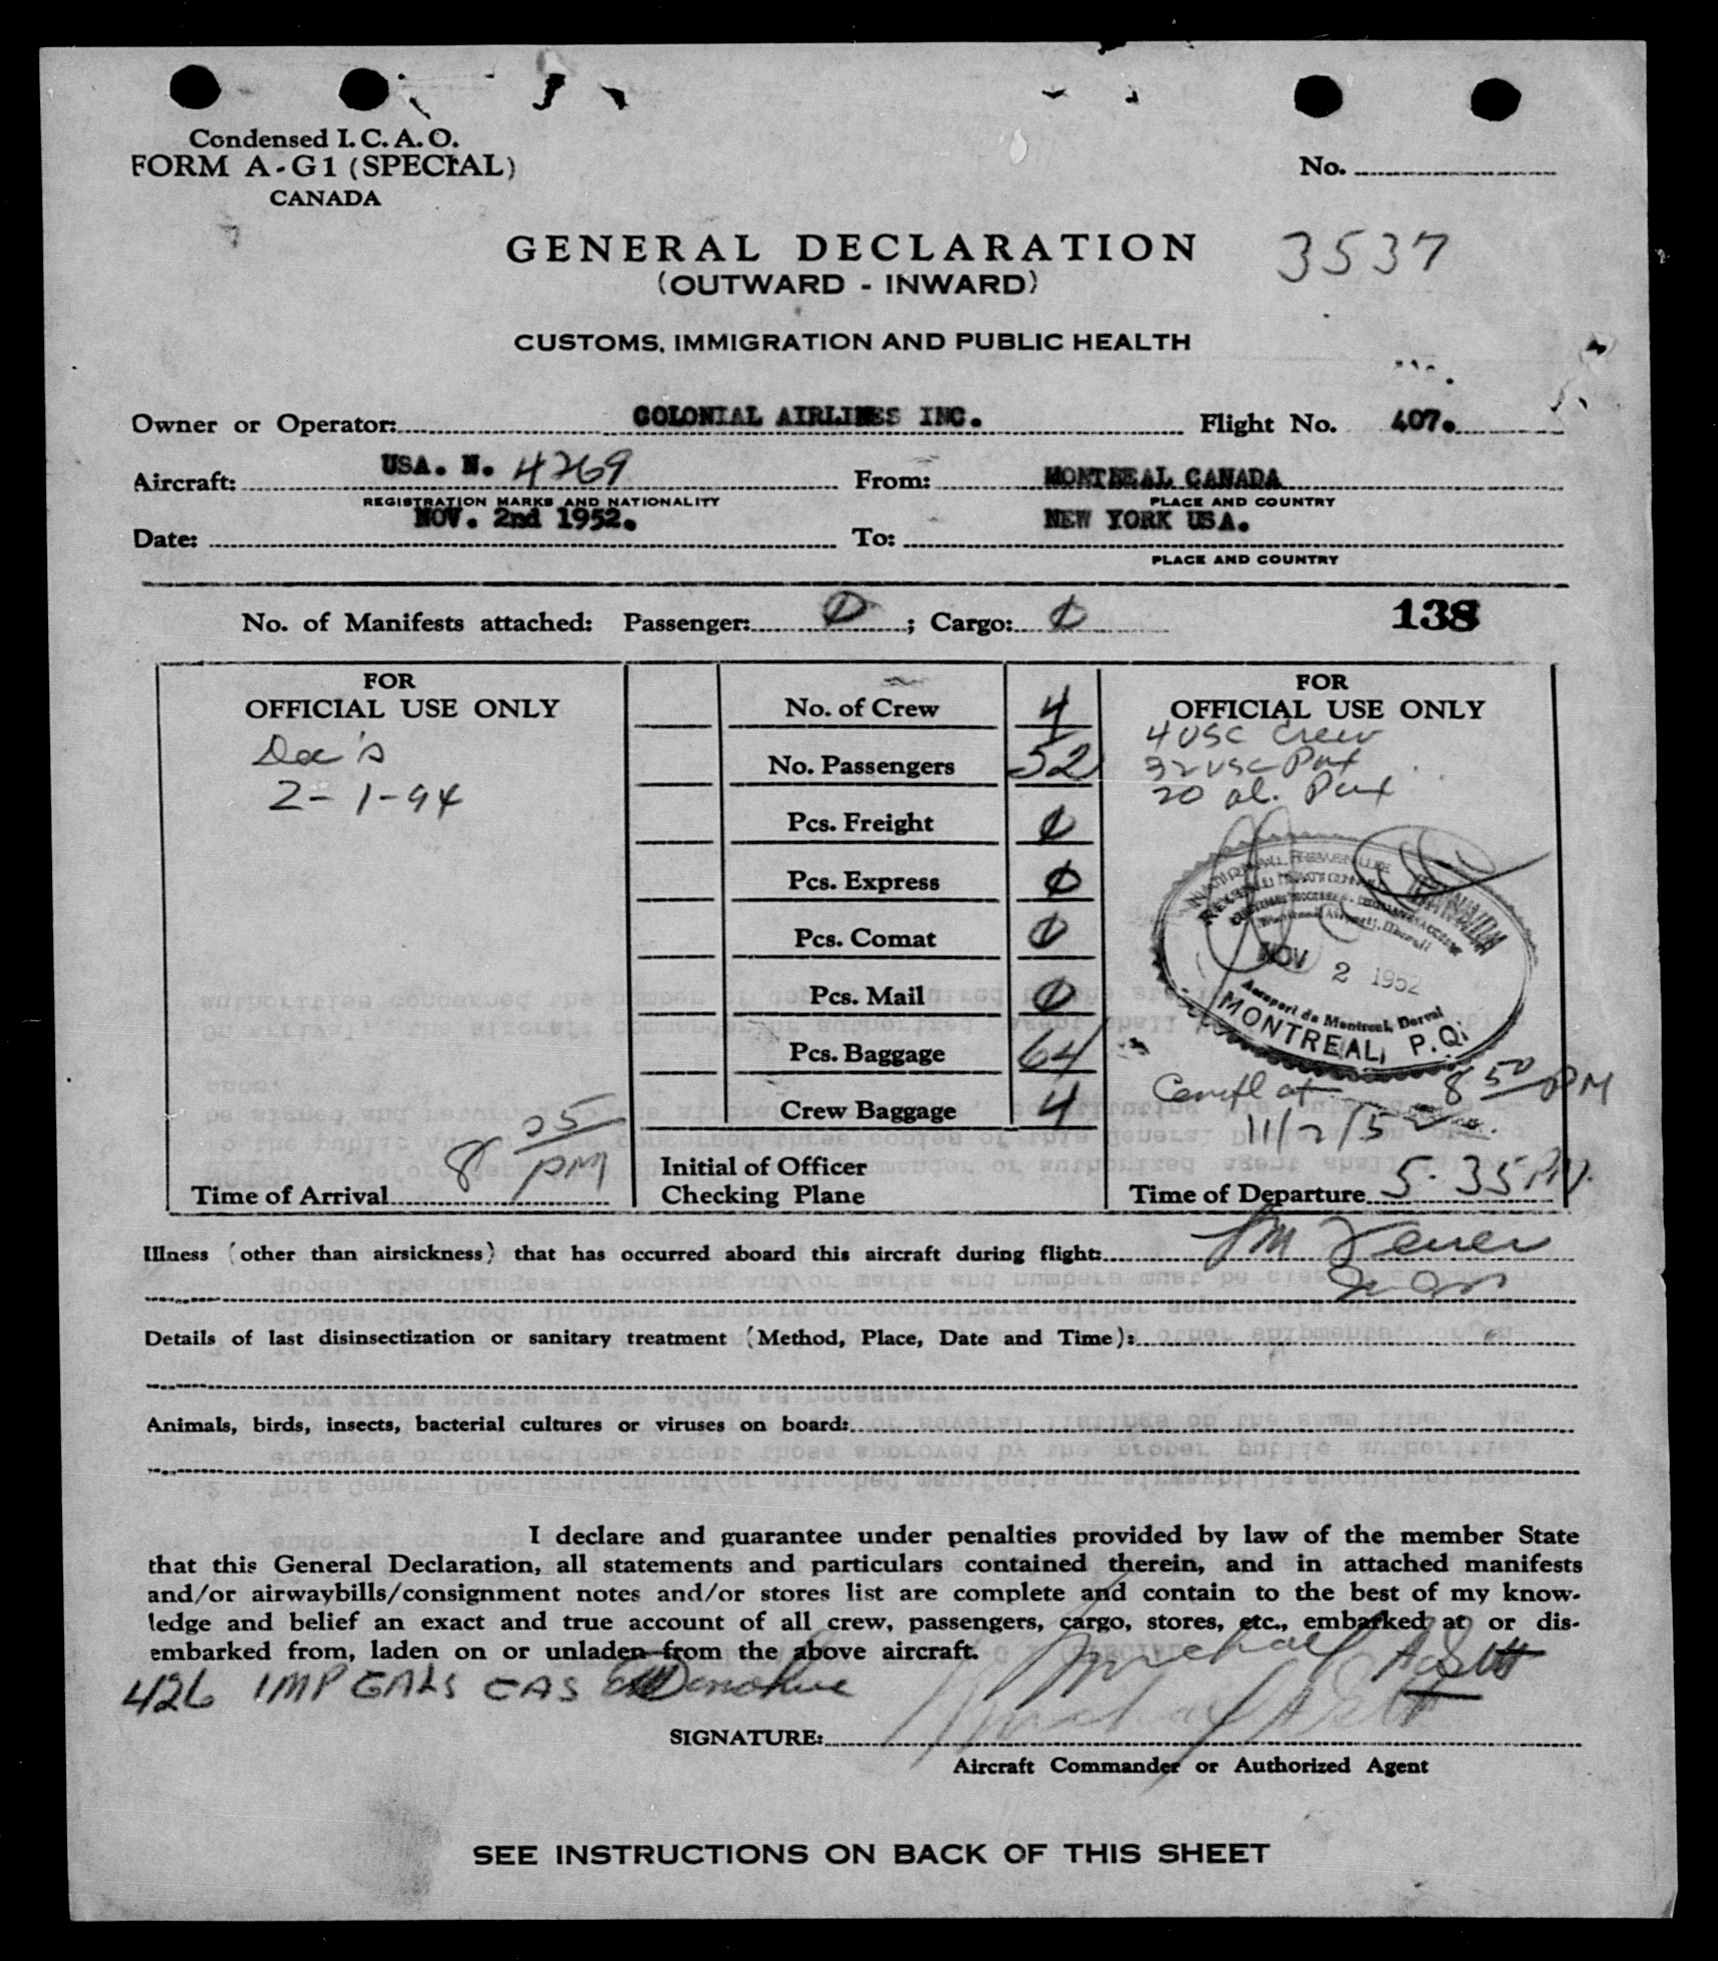 Condensed I. C. A. O.
FORM A-G1 (SPECIAL)
CANADA
No.
3537
GENERAL DECLARATION
(OUTWARD - INWARD)
CUSTOMS, IMMIGRATION AND PUBLIC HEALTH
Owner or Operator: COLONIAL AIRLINES INC. Flight No. 407.
Aircraft: USA. N. 4269 From: MONTREAL CANADA
REGISTRATION MARKS AND NATIONALITY PLACE AND COUNTRY
Date: NOV. 2nd 1952. To: NEW YORK USA.
PLACE AND COUNTRY
No. of Manifests attached: Passenger: 0 ; Cargo: 0
138
FOR
OFFICIAL USE ONLY
2-1-94
Time of Arrival 8 25 PM
No. of Crew 4
No. Passengers 52
Pcs. Freight 0
Pcs. Express 0
Pcs. Comat 0
Pcs. Mail 0
Pcs. Baggage 64
Crew Baggage 4
Initial of Officer
Checking Plane
FOR
OFFICIAL USE ONLY
4 USC Crew
32 USC Pax
20 al. Pax
NOV 2 1952
Aeroport de Montreal, Dorval
MONTREAL, P.Q.
at 8 50 PM
11/2/52
Time of Departure 5.35 PM.
Illness (other than airsickness) that has occurred aboard this aircraft during flight:
Details of last disinsectization or sanitary treatment (Method, Place, Date and Time):
Animals, birds, insects, bacterial cultures or viruses on board:
I declare and guarantee under penalties provided by law of the member State
that this General Declaration, all statements and particulars contained therein, and in attached manifests
and/or airwaybills/consignment notes and/or stores list are complete and contain to the best of my know-
ledge and belief an exact and true account of all crew, passengers, cargo, stores, etc., embarked at or dis-
embarked from, laden on or unladen from the above aircraft.
426 IMP GALS GAS Donohue
Michael A
SIGNATURE:
Aircraft Commander or Authorized Agent
SEE INSTRUCTIONS ON BACK OF THIS SHEET